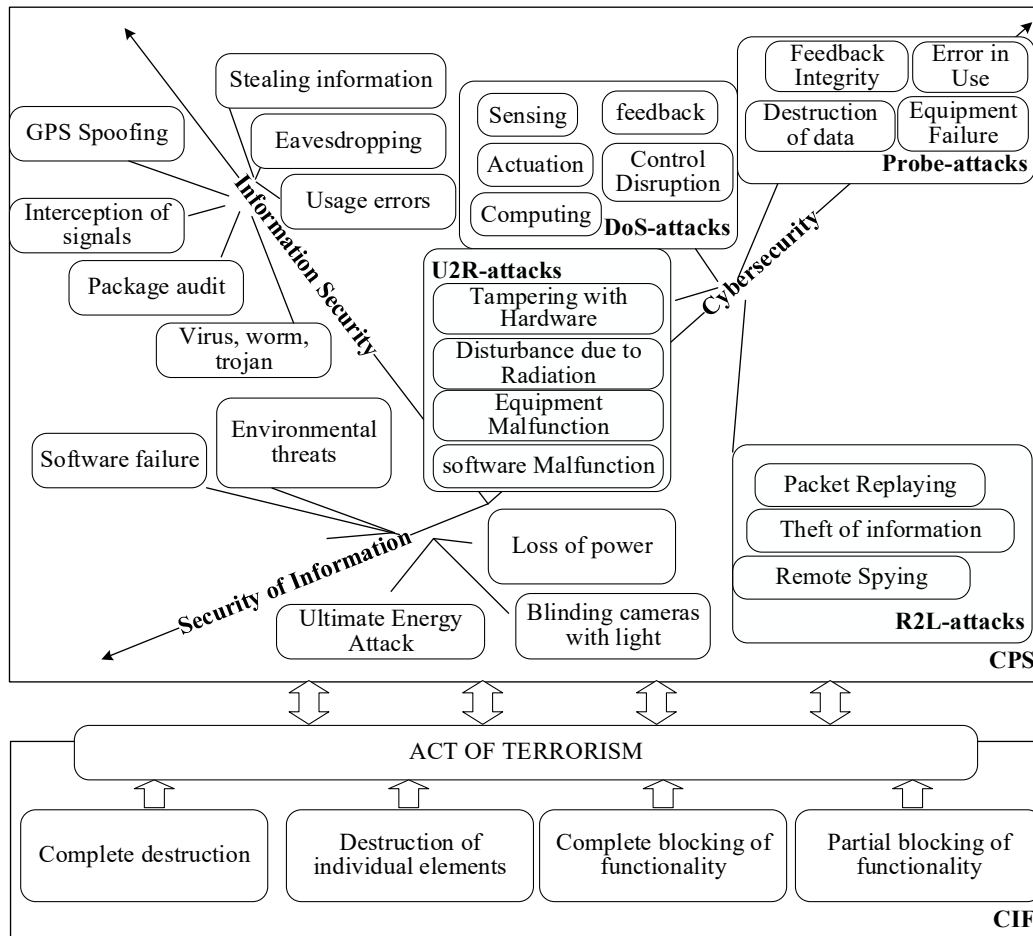 Stealing information
Eavesdropping
Usage errors
GPS Spoofing
Interception of
signals
Package audit
Virus, worm,
trojan
Information Security
Sensing
feedback
Actuation
Control
Disruption
Computing
DoS-attacks
Feedback
Integrity
Error in
Use
Destruction
of data
Equipment
Failure
Probe-attacks
Cybersecurity
U2R-attacks
Tampering with
Hardware
Disturbance due to
Radiation
Equipment
Malfunction
software Malfunction
Software failure
Environmental
threats
Security of Information
Loss of power
Ultimate Energy
Attack
Blinding cameras
with light
Packet Replaying
Theft of information
Remote Spying
R2L-attacks
CPS
ACT OF TERRORISM
Complete destruction
Destruction of
individual elements
Complete blocking of
functionality
Partial blocking of
functionality
CIF